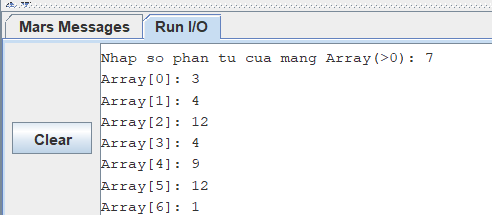 Mars Messages Run I/O
Nhap so phan tu cua mang Array(>0): 7
Array[0]: 3
Array[1]: 4
Array[2]: 12
Array[3]: 4
Array[4]: 9
Clear
Array[5]: 12
Array[6]: 1